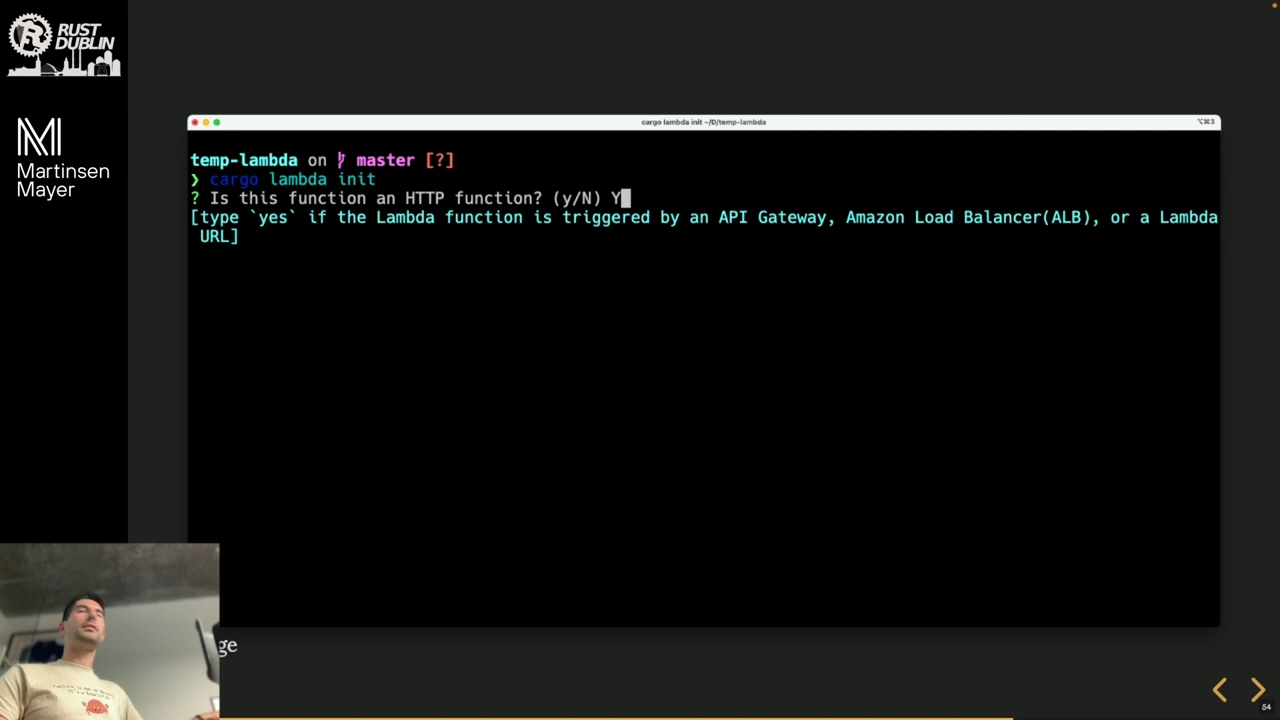 RUST
DUBLIN
Martinsen
Mayer
cargo lambda init ~/D/temp-lambda
⌥⌘3
temp-lambda on master [?]
❯ cargo lambda init
? Is this function an HTTP function? (y/N) Y
[type `yes` if the Lambda function is triggered by an API Gateway, Amazon Load Balancer(ALB), or a Lambda
URL]
ge
54